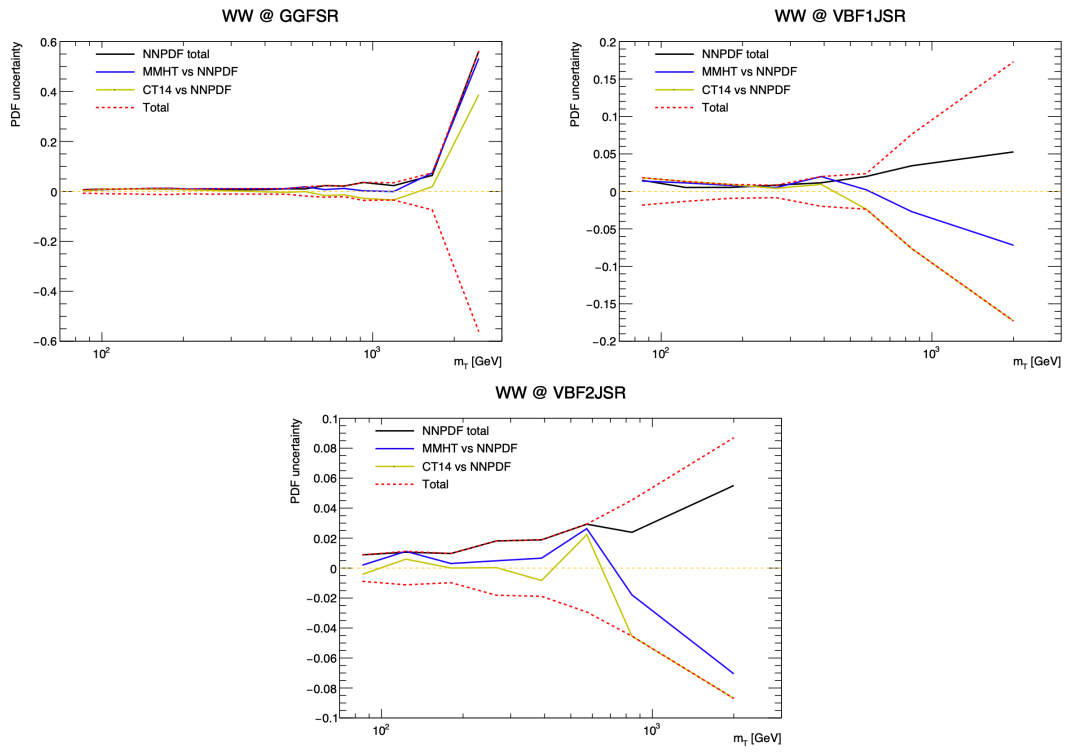 WW @ GGFSR
PDF uncertainty
0.6
0.4
0.2
0
−0.2
−0.4
−0.6
NNPDF total
MMHT vs NNPDF
CT14 vs NNPDF
Total
10²
10³
m_T [GeV]
WW @ VBF1JSR
PDF uncertainty
0.2
0.15
0.1
0.05
0
−0.05
−0.1
−0.15
−0.2
NNPDF total
MMHT vs NNPDF
CT14 vs NNPDF
Total
10²
10³
m_T [GeV]
WW @ VBF2JSR
PDF uncertainty
0.1
0.08
0.06
0.04
0.02
0
−0.02
−0.04
−0.06
−0.08
−0.1
NNPDF total
MMHT vs NNPDF
CT14 vs NNPDF
Total
10²
10³
m_T [GeV]